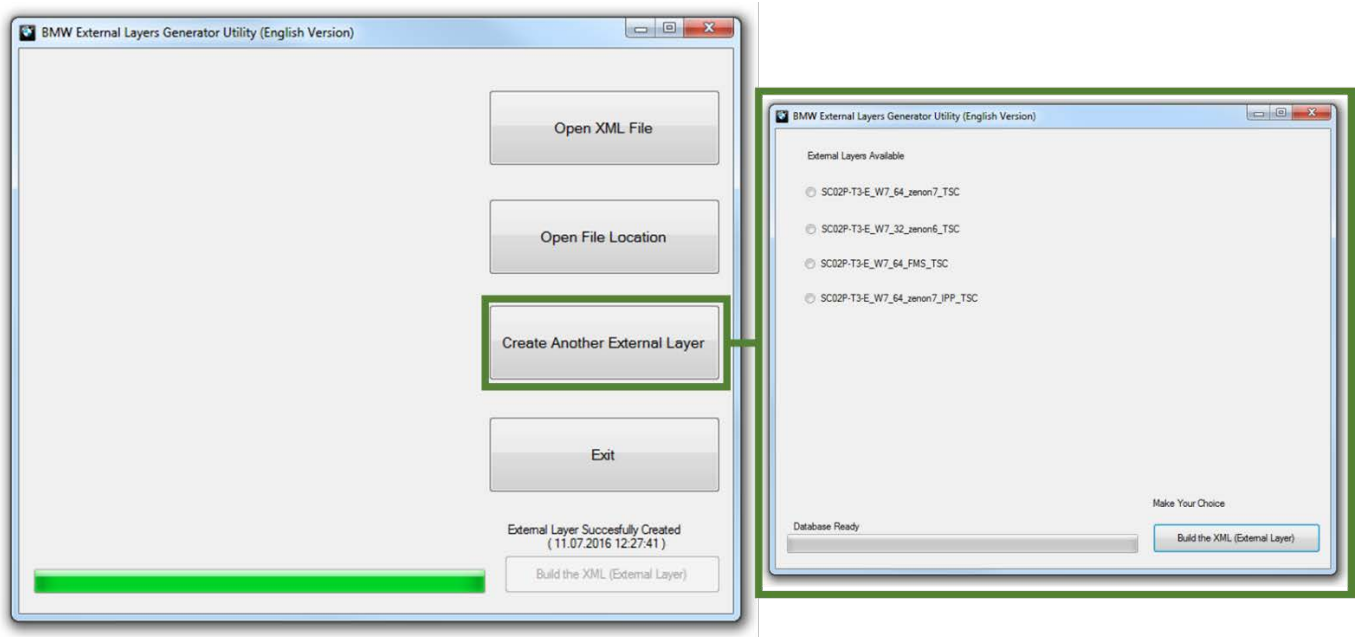 BMW External Layers Generator Utility (English Version)
Open XML File
Open File Location
Create Another External Layer
Exit
External Layer Succesfully Created
( 11.07.2016 12:27:41 )
Build the XML (External Layer)
BMW External Layers Generator Utility (English Version)
External Layers Available
SC02P-T3-E_W7_64_zenon7_TSC
SC02P-T3-E_W7_32_zenon6_TSC
SC02P-T3-E_W7_64_FMS_TSC
SC02P-T3-E_W7_64_zenon7_IPP_TSC
Make Your Choice
Database Ready
Build the XML (External Layer)